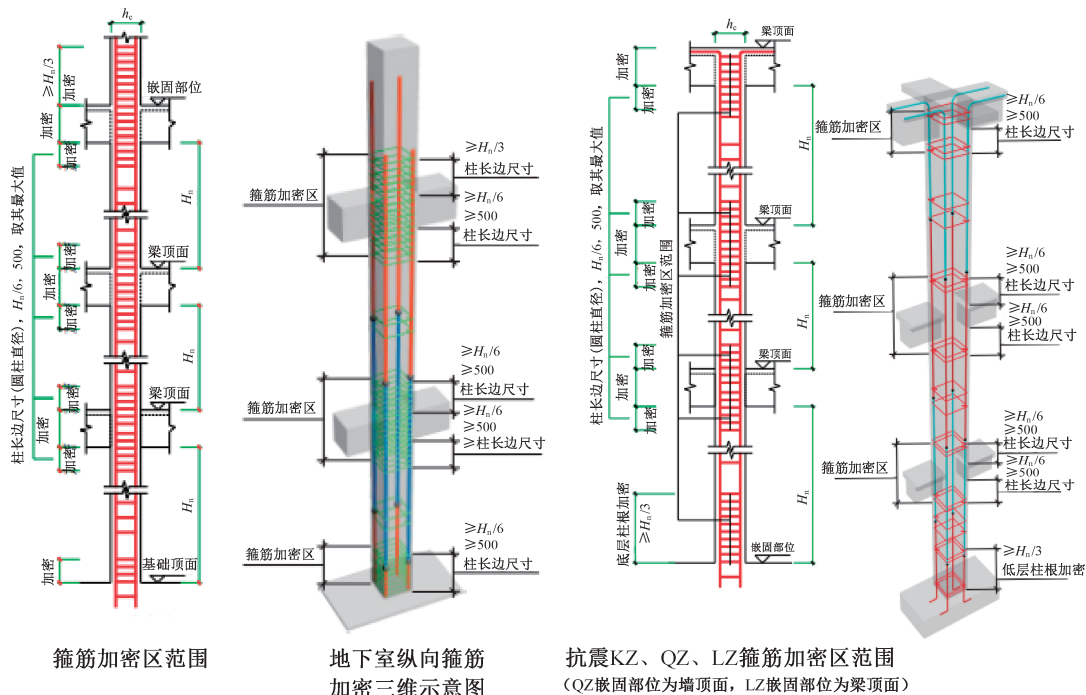 hc
≥Hn/3
加密
嵌固部位
加密
加密
柱长边尺寸(圆柱直径)，Hn/6，500，取其最大值
Hn
加密
梁顶面
加密
加密
Hn
加密
梁顶面
加密
加密
Hn
加密
基础顶面
箍筋加密区范围
箍筋加密区
≥Hn/3
柱长边尺寸
≥Hn/6
≥500
柱长边尺寸
箍筋加密区
≥Hn/6
≥500
柱长边尺寸
≥Hn/6
≥500
≥柱长边尺寸
箍筋加密区
≥Hn/6
≥500
柱长边尺寸
地下室纵向箍筋
加密三维示意图
hc
梁顶面
加密
加密
柱长边尺寸(圆柱直径)，Hn/6，500，取其最大值
箍筋加密区范围
Hn
加密
梁顶面
加密
加密
Hn
加密
梁顶面
加密
加密
Hn
底层柱根加密
≥Hn/3
嵌固部位
箍筋加密区
≥Hn/6
≥500
柱长边尺寸
箍筋加密区
≥Hn/6
≥500
柱长边尺寸
≥Hn/6
≥500
柱长边尺寸
箍筋加密区
≥Hn/6
≥500
柱长边尺寸
≥Hn/6
≥500
柱长边尺寸
≥Hn/3
低层柱根加密
抗震KZ、QZ、LZ箍筋加密区范围
（QZ嵌固部位为墙顶面，LZ嵌固部位为梁顶面）